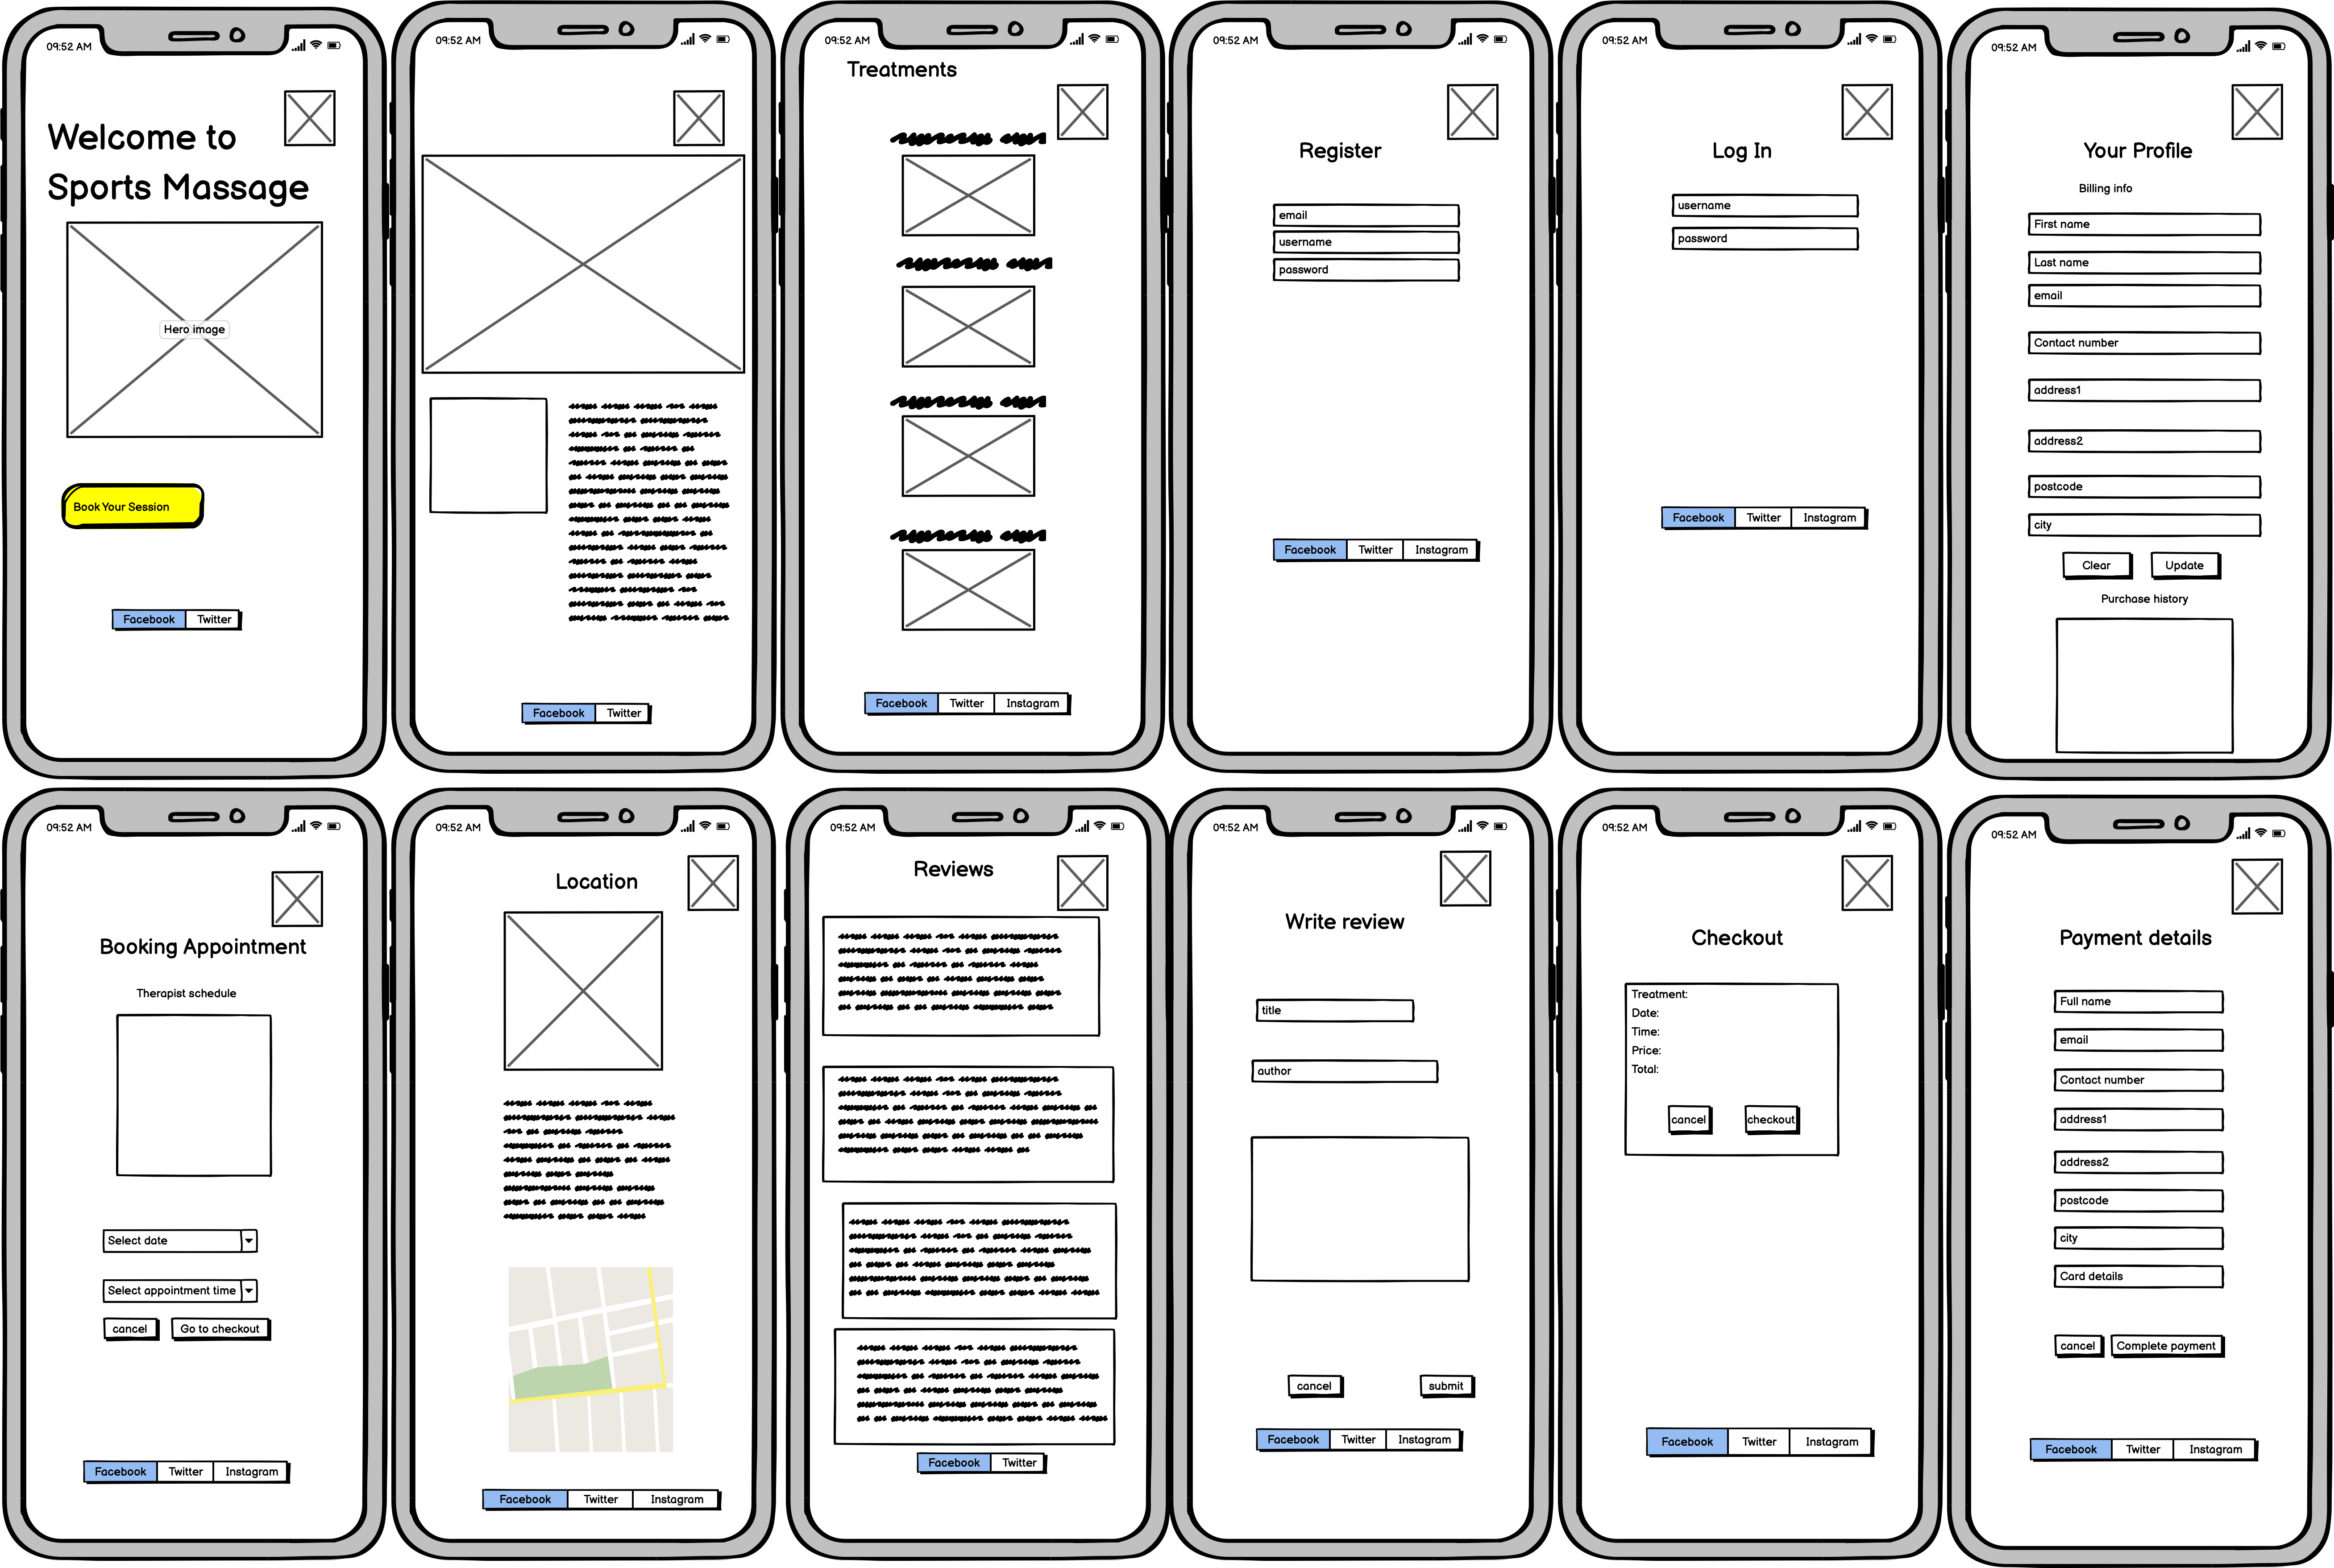 09:52 AM
Welcome to
Sports Massage
Hero image
Book Your Session
Facebook Twitter
09:52 AM
Facebook Twitter
09:52 AM
Treatments
Facebook Twitter Instagram
09:52 AM
Register
email
username
password
Facebook Twitter Instagram
09:52 AM
Log In
username
password
Facebook Twitter Instagram
09:52 AM
Your Profile
Billing info
First name
Last name
email
Contact number
address1
address2
postcode
city
Clear Update
Purchase history
09:52 AM
Booking Appointment
Therapist schedule
Select date
Select appointment time
cancel Go to checkout
Facebook Twitter Instagram
09:52 AM
Location
Facebook Twitter Instagram
09:52 AM
Reviews
Facebook Twitter
09:52 AM
Write review
title
author
cancel submit
Facebook Twitter Instagram
09:52 AM
Checkout
Treatment:
Date:
Time:
Price:
Total:
cancel checkout
Facebook Twitter Instagram
09:52 AM
Payment details
Full name
email
Contact number
address1
address2
postcode
city
Card details
cancel Complete payment
Facebook Twitter Instagram